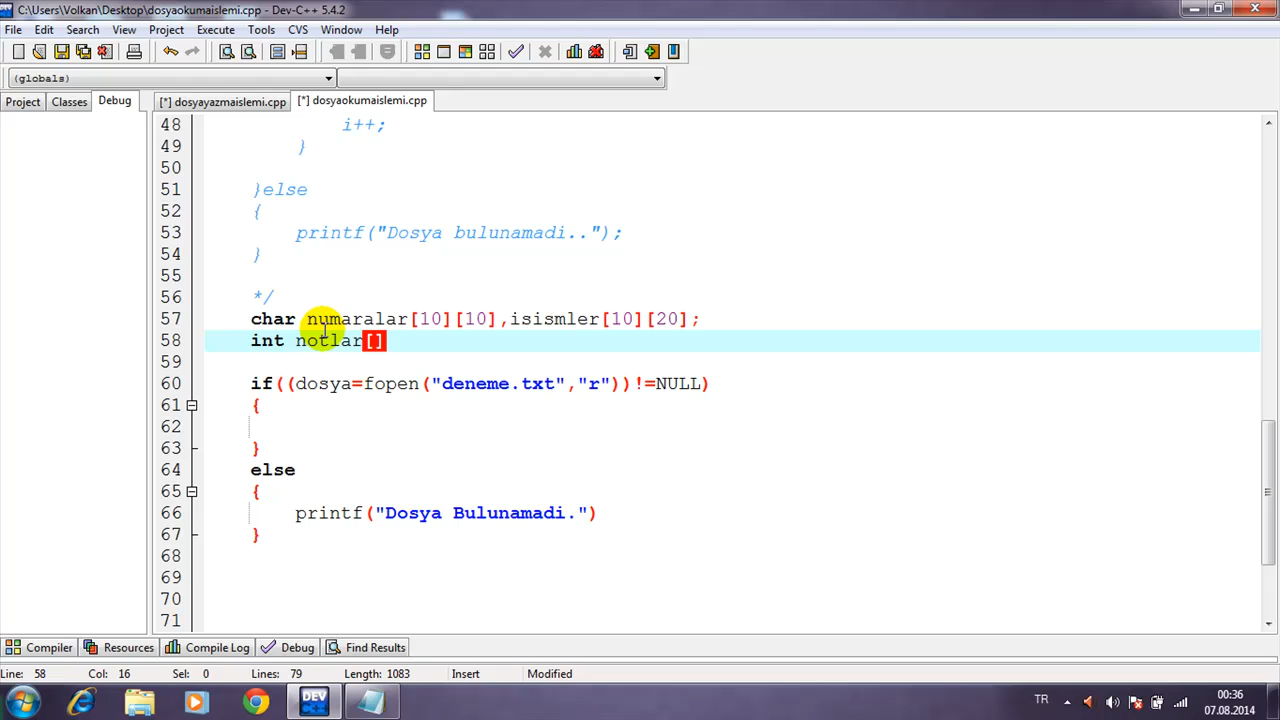 C:\Users\Volkan\Desktop\dosyaokumaislemi.cpp - Dev-C++ 5.4.2
File Edit Search View Project Execute Tools CVS Window Help
(globals)
Project Classes Debug [*] dosyayazmaislemi.cpp [*] dosyaokumaislemi.cpp
48 i++;
49 }
50
51 }else
52 {
53 printf("Dosya bulunamadi..");
54 }
55
56 */
57 char numaralar[10][10],isismler[10][20];
58 int notlar[]
59
60 if((dosya=fopen("deneme.txt","r"))!=NULL)
61 {
62
63 }
64 else
65 {
66 printf("Dosya Bulunamadi.")
67 }
68
69
70
71
Compiler Resources Compile Log Debug Find Results
Line: 58 Col: 16 Sel: 0 Lines: 79 Length: 1083 Insert Modified
DEV
TR 00:36
07.08.2014